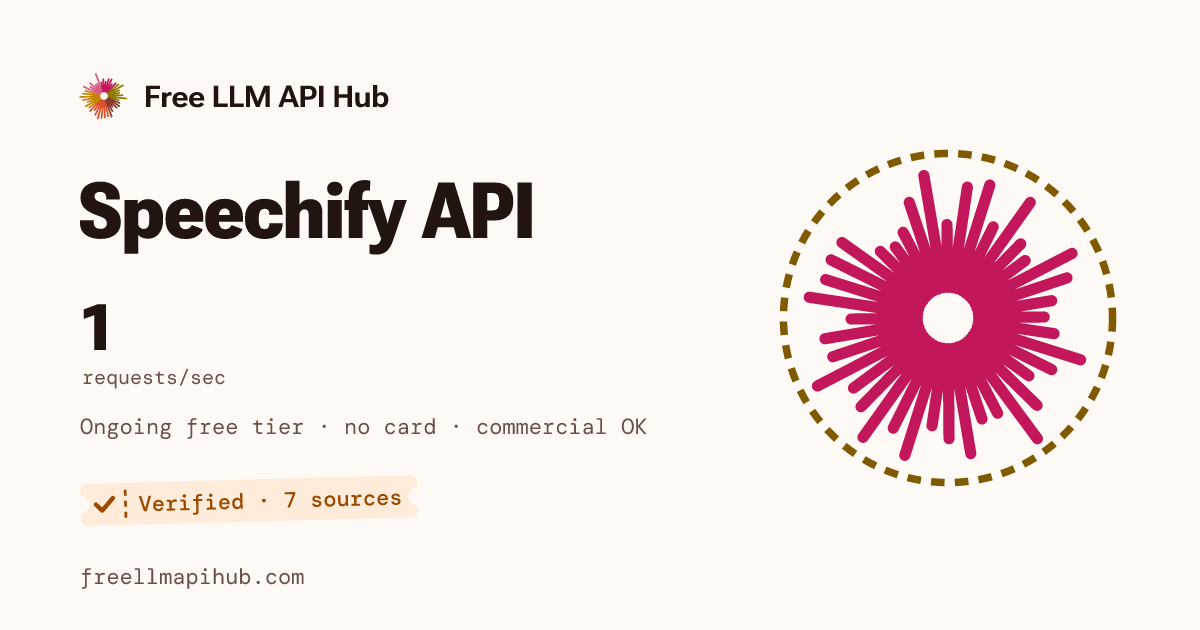 Free LLM API Hub
Speechify API
1
requests/sec
Ongoing free tier · no card · commercial OK
Verified · 7 sources
freellmapihub.com